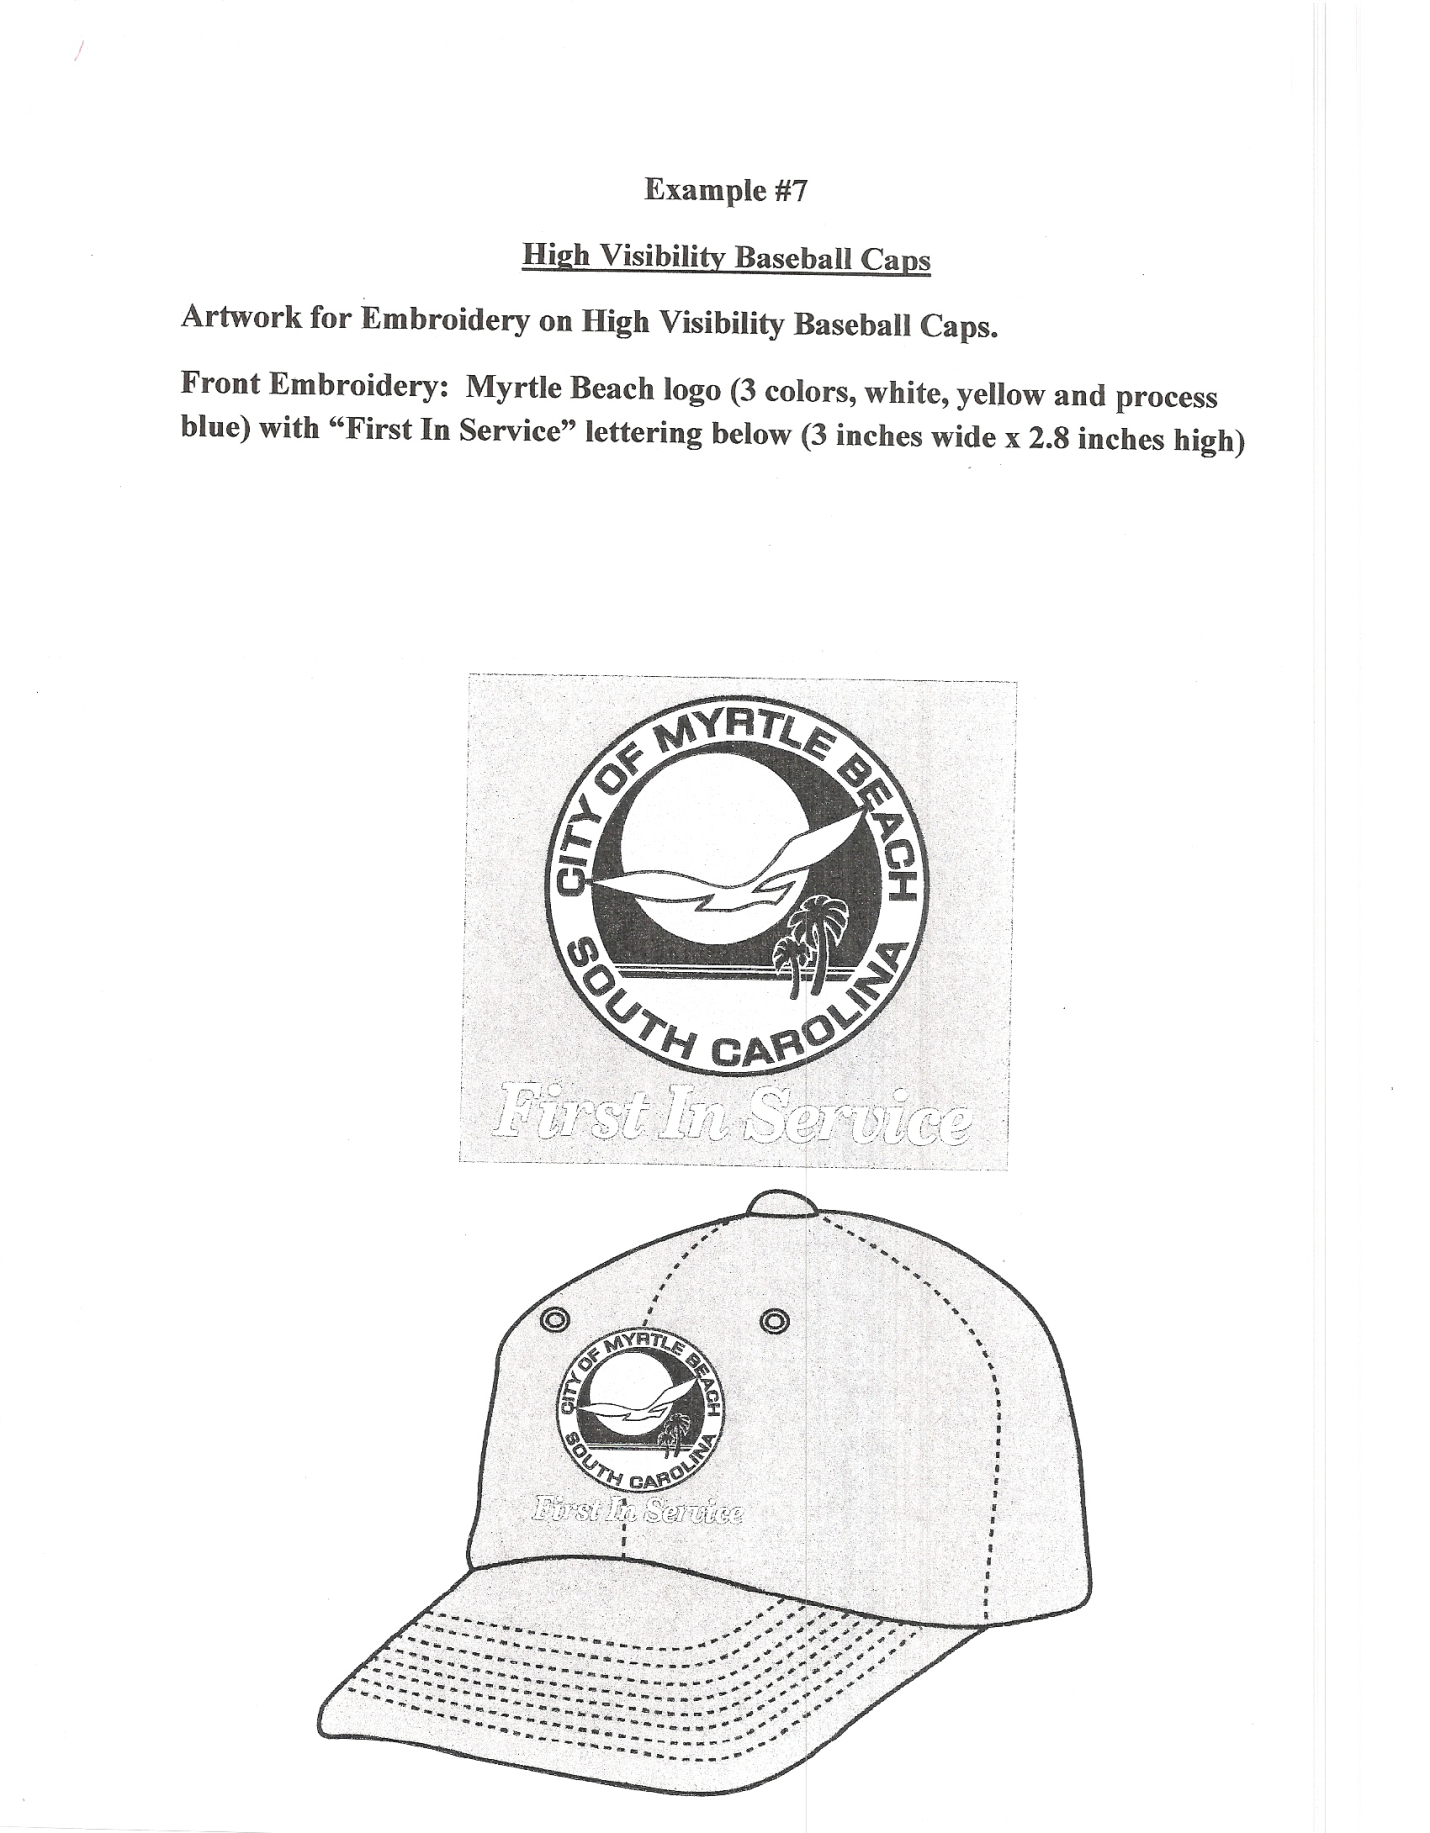 Example #7
High Visibility Baseball Caps
Artwork for Embroidery on High Visibility Baseball Caps.
Front Embroidery:  Myrtle Beach logo (3 colors, white, yellow and process
blue) with “First In Service” lettering below (3 inches wide x 2.8 inches high)
CITY OF MYRTLE BEACH
SOUTH CAROLINA
First In Service
CITY OF MYRTLE BEACH
SOUTH CAROLINA
First In Service